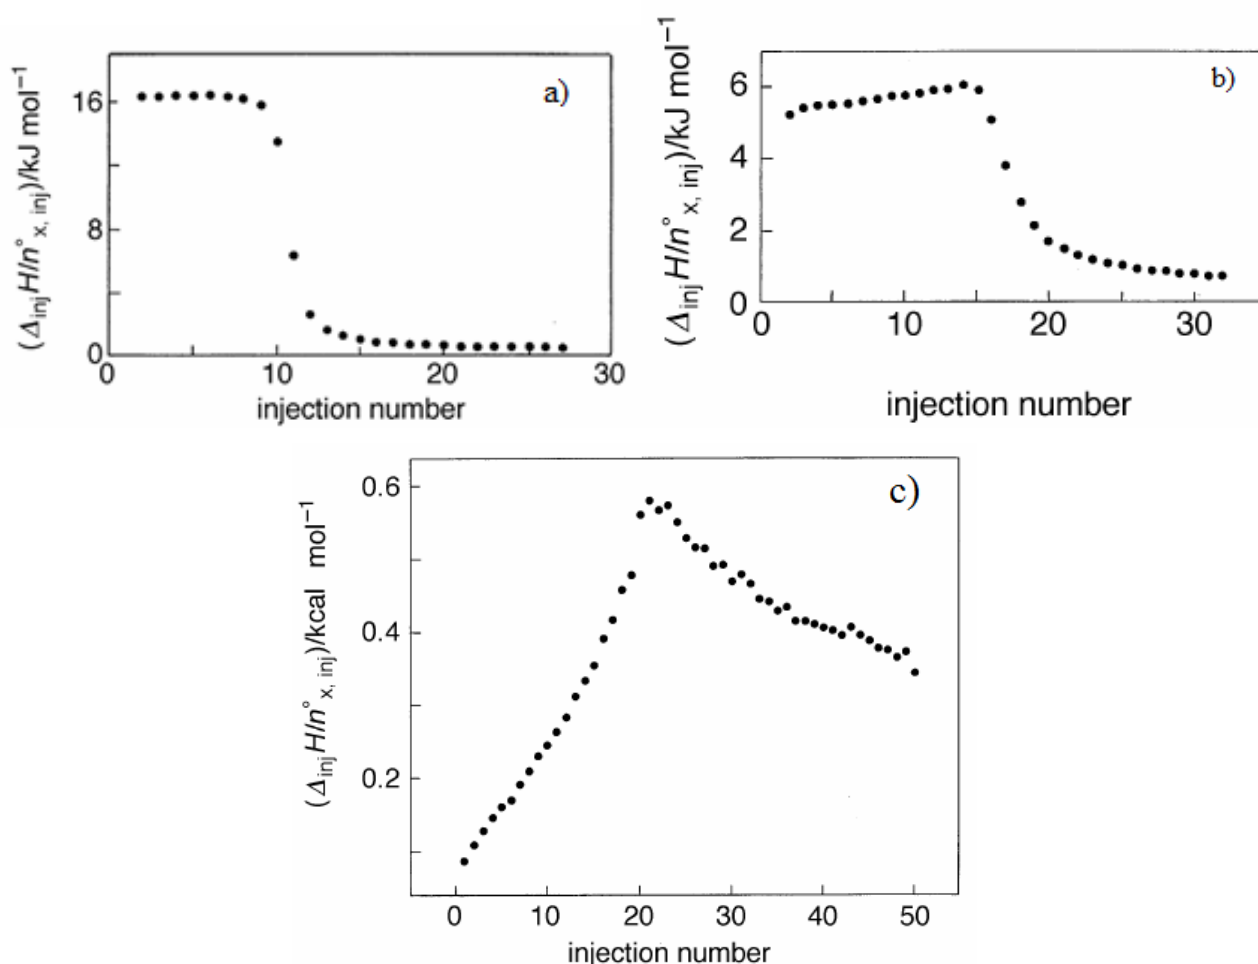 a)
(Δinj H/n°x, inj)/kJ mol⁻¹
16
8
0
0 10 20 30
injection number
b)
(Δinj H/n°x, inj)/kJ mol⁻¹
6
4
2
0
0 10 20 30
injection number
c)
(Δinj H/n°x, inj)/kcal mol⁻¹
0.6
0.4
0.2
0 10 20 30 40 50
injection number